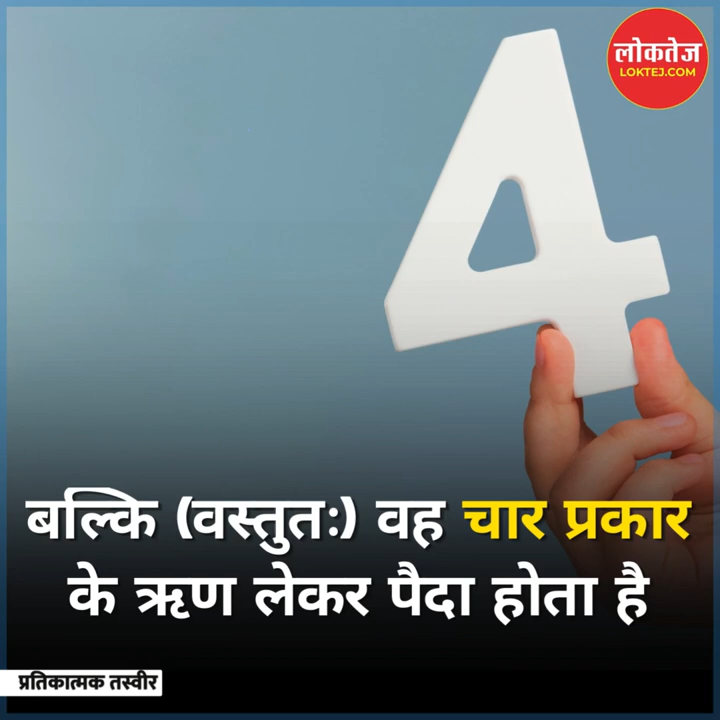 लोकतेज
LOKTEJ.COM
4
बल्कि (वस्तुतः) वह चार प्रकार
के ऋण लेकर पैदा होता है
प्रतिकात्मक तस्वीर